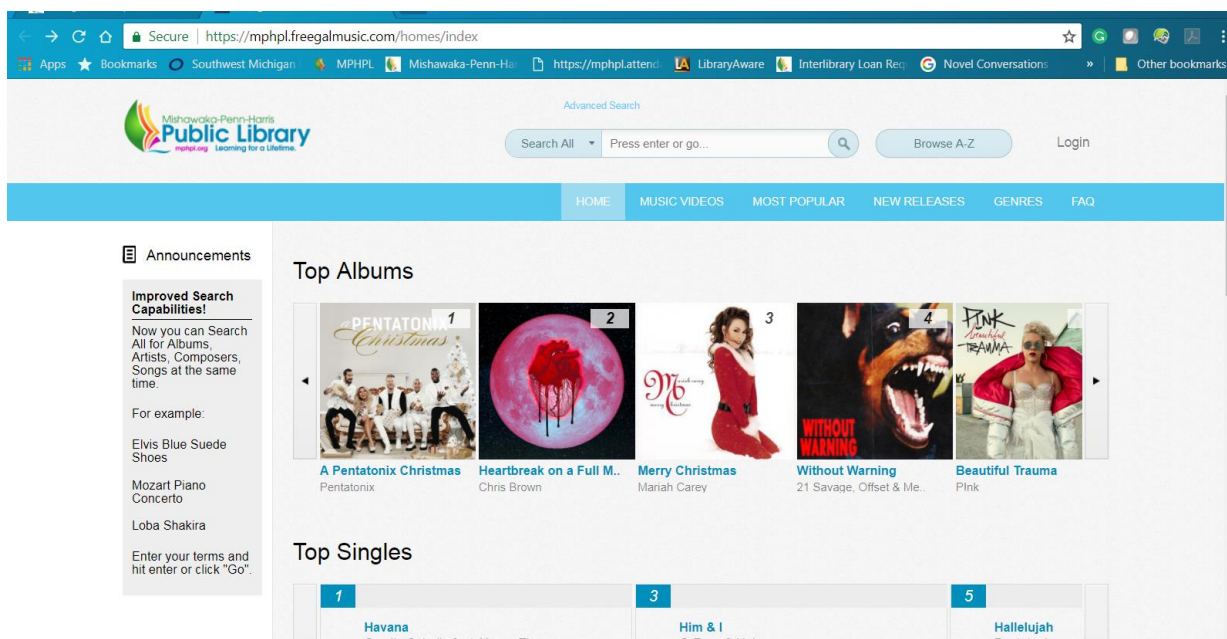 Secure | https://mphpl.freegalmusic.com/homes/index
Apps Bookmarks Southwest Michigan MPHPL Mishawaka-Penn-Har https://mphpl.attend LibraryAware Interlibrary Loan Req Novel Conversations » Other bookmarks
Mishawaka-Penn-Harris
Public Library
mphpl.org Learning for a Lifetime.
Advanced Search
Search All Press enter or go... Browse A-Z Login
HOME MUSIC VIDEOS MOST POPULAR NEW RELEASES GENRES FAQ
Announcements
Improved Search
Capabilities!
Now you can Search
All for Albums,
Artists, Composers,
Songs at the same
time.
For example:
Elvis Blue Suede
Shoes
Mozart Piano
Concerto
Loba Shakira
Enter your terms and
hit enter or click "Go".
Top Albums
1 2 3 4
a PENTATONIX
Christmas
Mariah Carey
merry Christmas
WITHOUT
WARNING
P!NK
Beautiful
TRAUMA
A Pentatonix Christmas
Pentatonix
Heartbreak on a Full M..
Chris Brown
Merry Christmas
Mariah Carey
Without Warning
21 Savage, Offset & Me..
Beautiful Trauma
P!nk
Top Singles
1 3 5
Havana
Him & I
Hallelujah